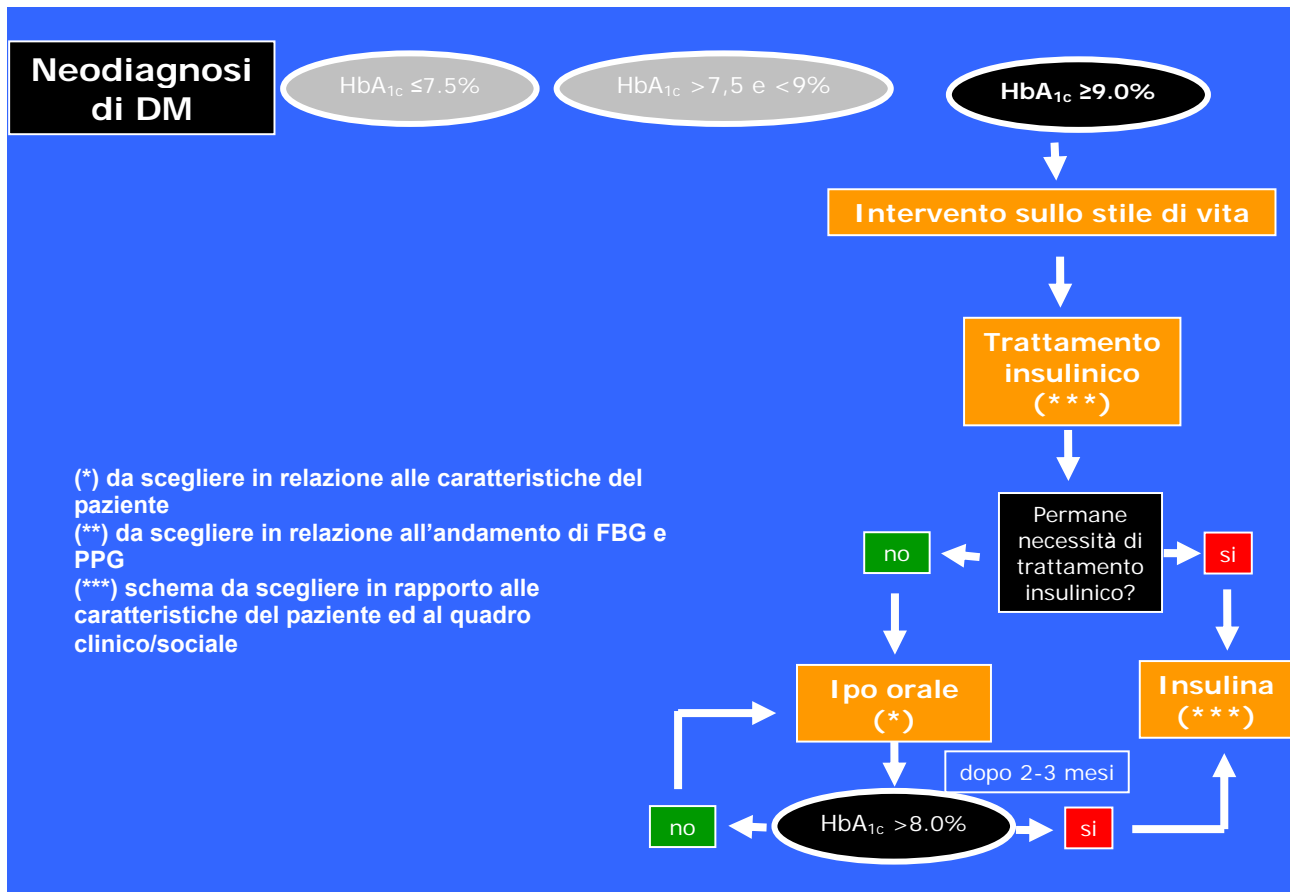 Neodiagnosi
di DM
HbA1c ≤7.5%
HbA1c >7,5 e <9%
HbA1c ≥9.0%
Intervento sullo stile di vita
Trattamento
insulinico
(***)
Permane
necessità di
trattamento
insulinico?
no
si
(*) da scegliere in relazione alle caratteristiche del
paziente
(**) da scegliere in relazione all’andamento di FBG e
PPG
(***) schema da scegliere in rapporto alle
caratteristiche del paziente ed al quadro
clinico/sociale
Ipo orale
(*)
Insulina
(***)
dopo 2-3 mesi
no
HbA1c >8.0%
si